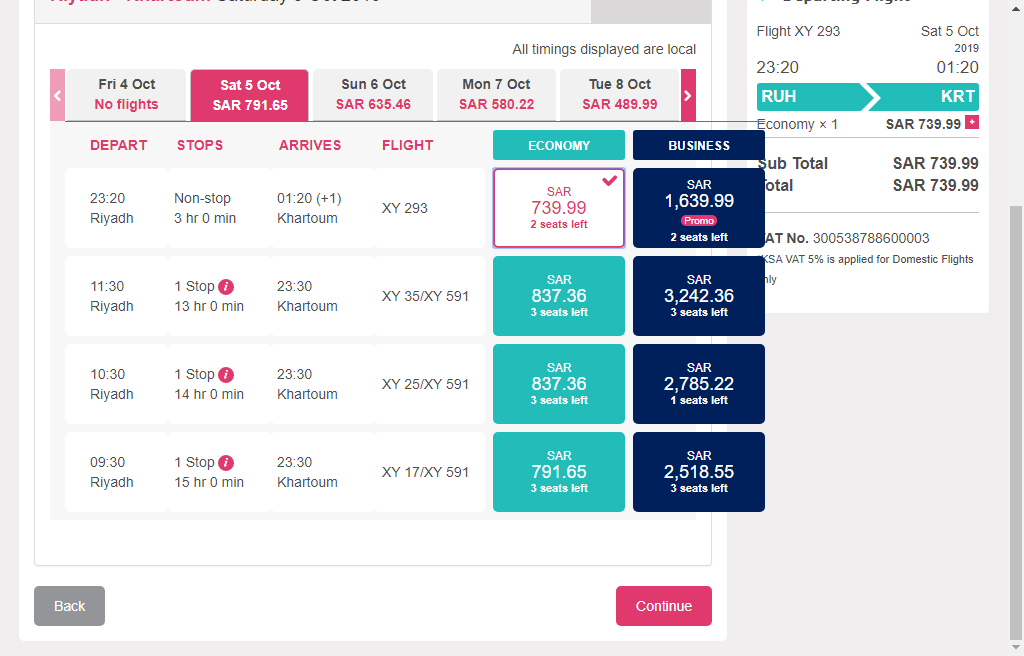 All timings displayed are local
Fri 4 Oct
No flights
Sat 5 Oct
SAR 791.65
Sun 6 Oct
SAR 635.46
Mon 7 Oct
SAR 580.22
Tue 8 Oct
SAR 489.99
DEPART STOPS ARRIVES FLIGHT ECONOMY BUSINESS
23:20
Riyadh
Non-stop
3 hr 0 min
01:20 (+1)
Khartoum
XY 293
SAR
739.99
2 seats left
SAR
1,639.99
Promo
2 seats left
11:30
Riyadh
1 Stop i
13 hr 0 min
23:30
Khartoum
XY 35/XY 591
SAR
837.36
3 seats left
SAR
3,242.36
3 seats left
10:30
Riyadh
1 Stop i
14 hr 0 min
23:30
Khartoum
XY 25/XY 591
SAR
837.36
3 seats left
SAR
2,785.22
1 seats left
09:30
Riyadh
1 Stop i
15 hr 0 min
23:30
Khartoum
XY 17/XY 591
SAR
791.65
3 seats left
SAR
2,518.55
3 seats left
Back
Continue
Flight XY 293 Sat 5 Oct
2019
23:20 01:20
RUH KRT
Economy × 1 SAR 739.99 +
Sub Total SAR 739.99
otal SAR 739.99
AT No. 300538788600003
KSA VAT 5% is applied for Domestic Flights
nly